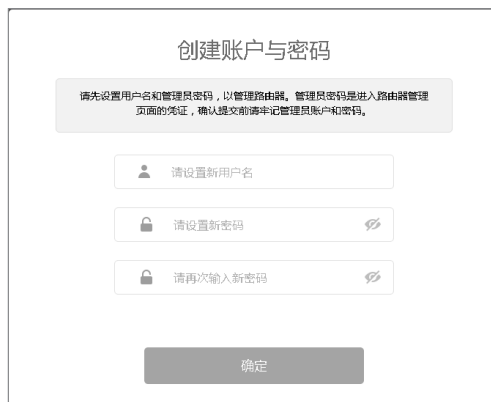 创建账户与密码
请先设置用户名和管理员密码，以管理路由器。管理员密码是进入路由器管理
页面的凭证，确认提交前请牢记管理员账户和密码。
请设置新用户名
请设置新密码
请再次输入新密码
确定